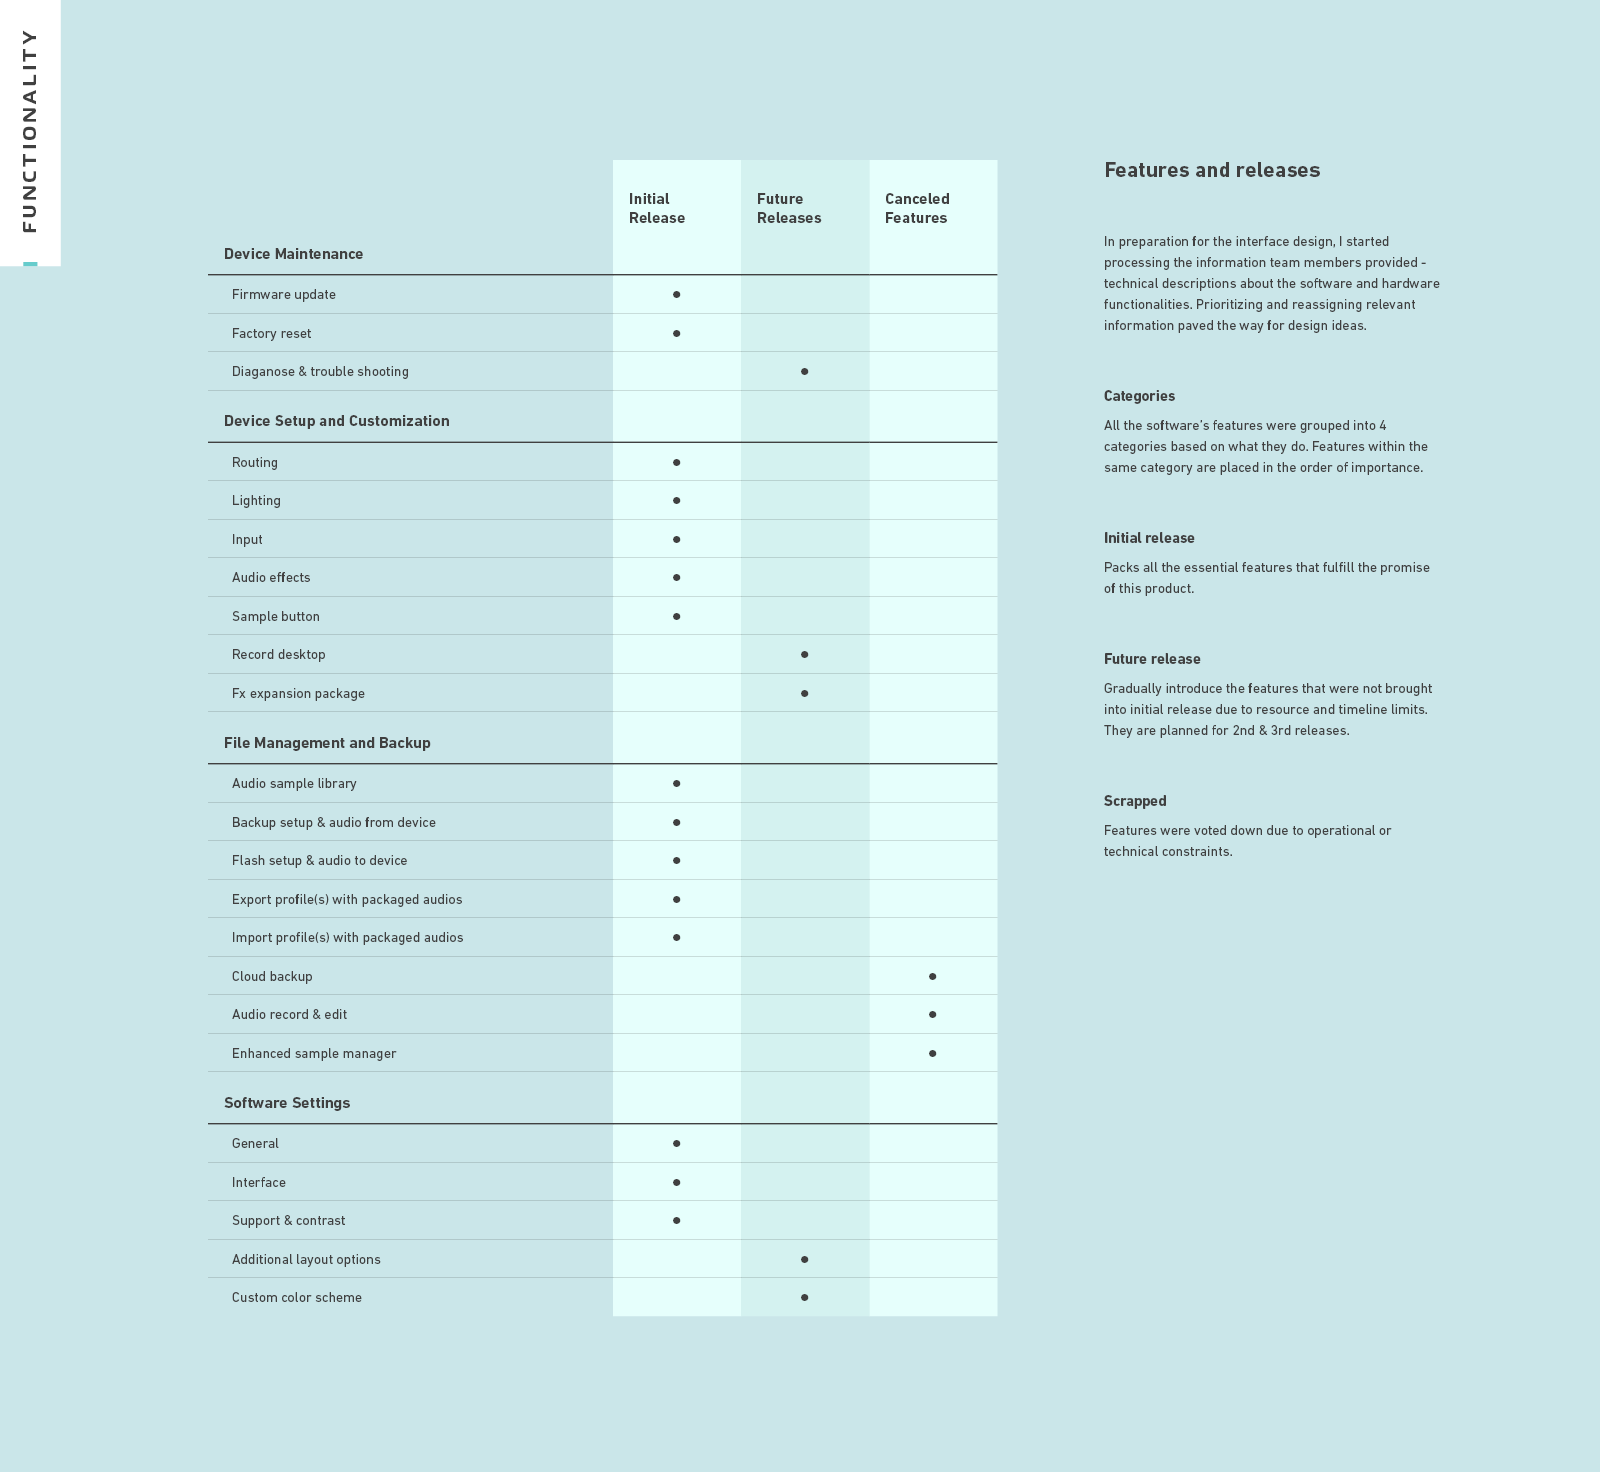 FUNCTIONALITY
Initial
Release
Future
Releases
Canceled
Features
Device Maintenance
Firmware update
Factory reset
Diaganose & trouble shooting
Device Setup and Customization
Routing
Lighting
Input
Audio effects
Sample button
Record desktop
Fx expansion package
File Management and Backup
Audio sample library
Backup setup & audio from device
Flash setup & audio to device
Export profile(s) with packaged audios
Import profile(s) with packaged audios
Cloud backup
Audio record & edit
Enhanced sample manager
Software Settings
General
Interface
Support & contrast
Additional layout options
Custom color scheme
Features and releases
In preparation for the interface design, I started
processing the information team members provided -
technical descriptions about the software and hardware
functionalities. Prioritizing and reassigning relevant
information paved the way for design ideas.
Categories
All the software's features were grouped into 4
categories based on what they do. Features within the
same category are placed in the order of importance.
Initial release
Packs all the essential features that fulfill the promise
of this product.
Future release
Gradually introduce the features that were not brought
into initial release due to resource and timeline limits.
They are planned for 2nd & 3rd releases.
Scrapped
Features were voted down due to operational or
technical constraints.